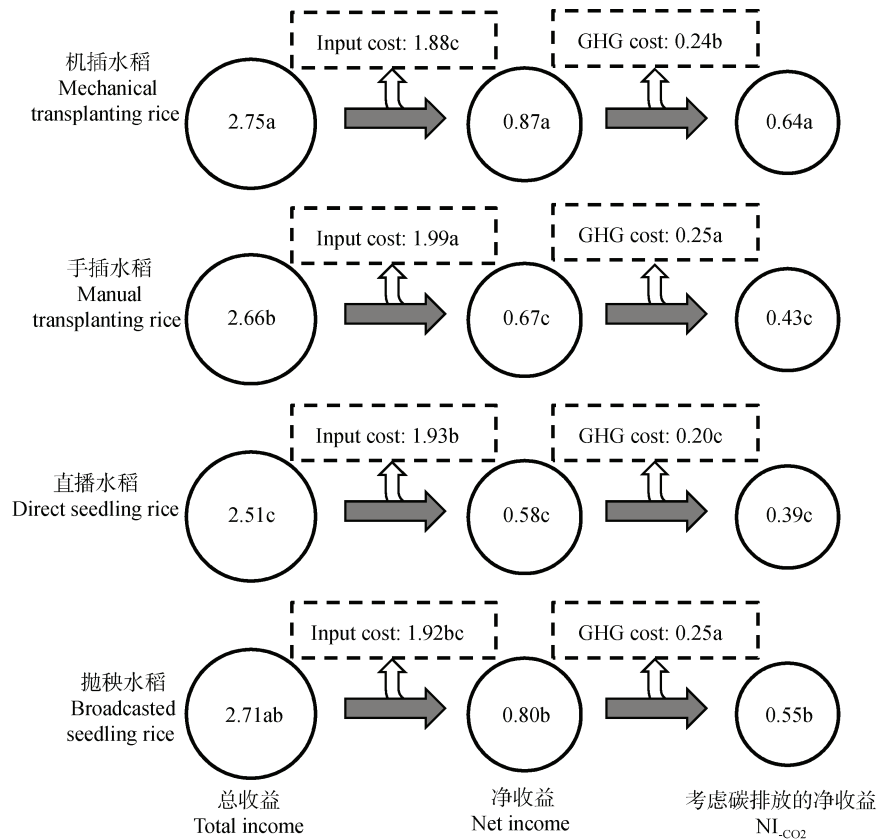 机插水稻
Mechanical
transplanting rice
2.75a
Input cost: 1.88c
0.87a
GHG cost: 0.24b
0.64a
手插水稻
Manual
transplanting rice
2.66b
Input cost: 1.99a
0.67c
GHG cost: 0.25a
0.43c
直播水稻
Direct seedling rice
2.51c
Input cost: 1.93b
0.58c
GHG cost: 0.20c
0.39c
抛秧水稻
Broadcasted
seedling rice
2.71ab
Input cost: 1.92bc
0.80b
GHG cost: 0.25a
0.55b
总收益
Total income
净收益
Net income
考虑碳排放的净收益
NI-CO2